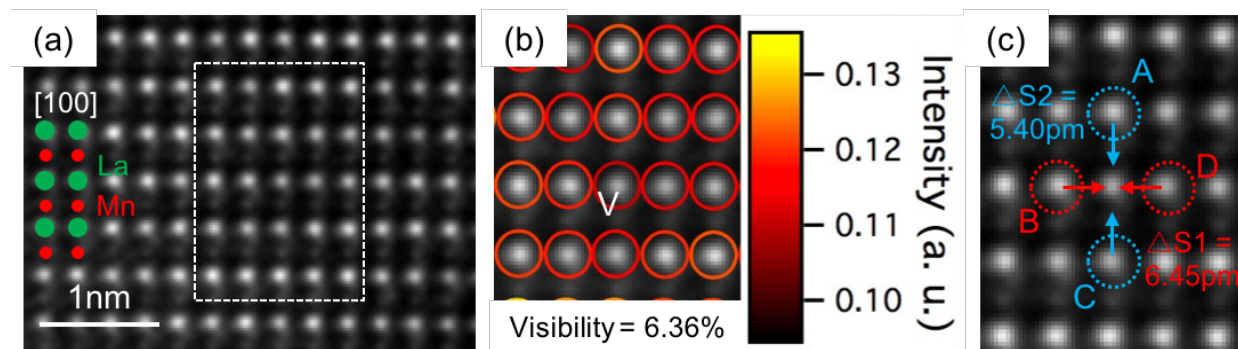 (a)
[100]
La
Mn
1nm
(b)
V
Visibility = 6.36%
0.13
0.12
0.11
0.10
Intensity (a. u.)
(c)
A
△S2 =
5.40pm
D
B
△S1 =
6.45pm
C